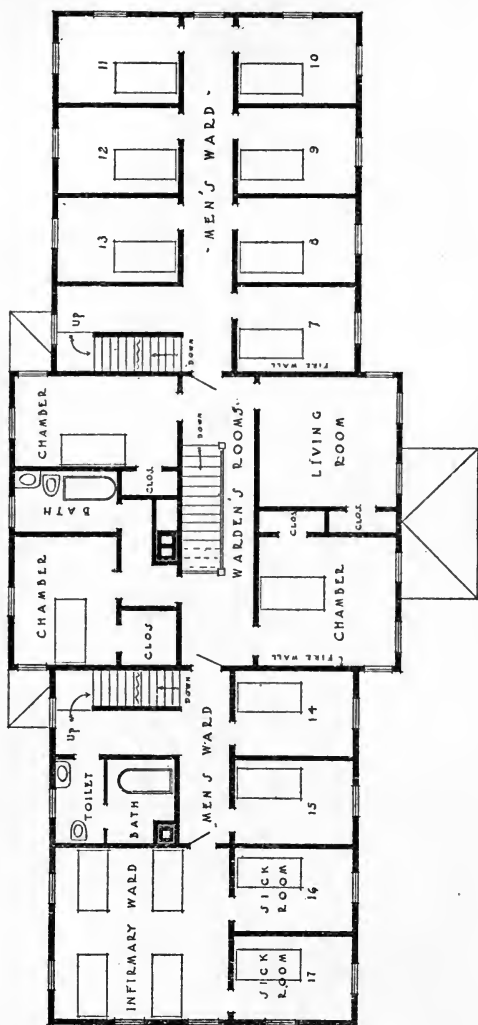 UP
UP
CHAMBER
CHAMBER
TOILET
BATH
11
12
13
INFIRMARY WARD
BATH
CLOS
CLOS
DOWN
DOWN
DOWN
MEN'S WARD
WARDEN'S ROOMS
- MEN'S WARD -
SICK
ROOM
17
SICK
ROOM
16
15
14
CLOS
CLOS
CHAMBER
FIRE WALL
LIVING
ROOM
FIRE WALL
7
8
9
10